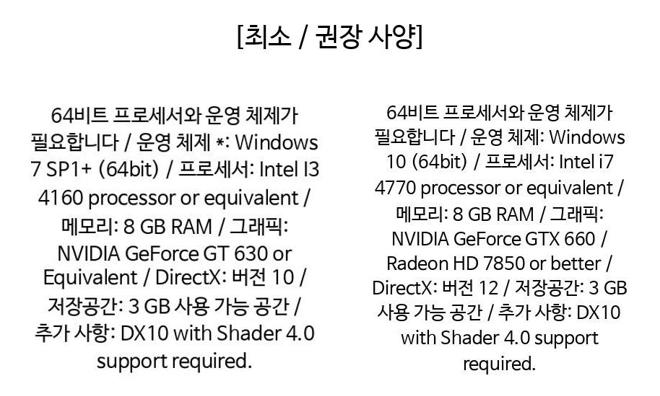 [최소 / 권장 사양]
64비트 프로세서와 운영 체제가
필요합니다 / 운영 체제 *: Windows
7 SP1+ (64bit) / 프로세서: Intel I3
4160 processor or equivalent /
메모리: 8 GB RAM / 그래픽:
NVIDIA GeForce GT 630 or
Equivalent / DirectX: 버전 10 /
저장공간: 3 GB 사용 가능 공간 /
추가 사항: DX10 with Shader 4.0
support required.
64비트 프로세서와 운영 체제가
필요합니다 / 운영 체제: Windows
10 (64bit) / 프로세서: Intel i7
4770 processor or equivalent /
메모리: 8 GB RAM / 그래픽:
NVIDIA GeForce GTX 660 /
Radeon HD 7850 or better /
DirectX: 버전 12 / 저장공간: 3 GB
사용 가능 공간 / 추가 사항: DX10
with Shader 4.0 support
required.